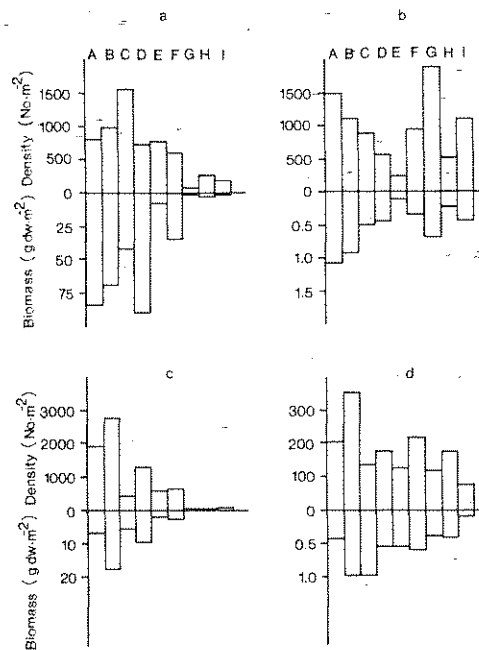 a
A B C D E F G H I
Density (No·m⁻²)
1500
1000
500
0
25
50
75
Biomass (g dw·m⁻²)
b
A B C D E F G H I
1500
1000
500
0
0.5
1.0
1.5
c
Density (No·m⁻²)
3000
2000
1000
0
10
20
Biomass (g dw·m⁻²)
d
300
200
100
0
0.5
1.0